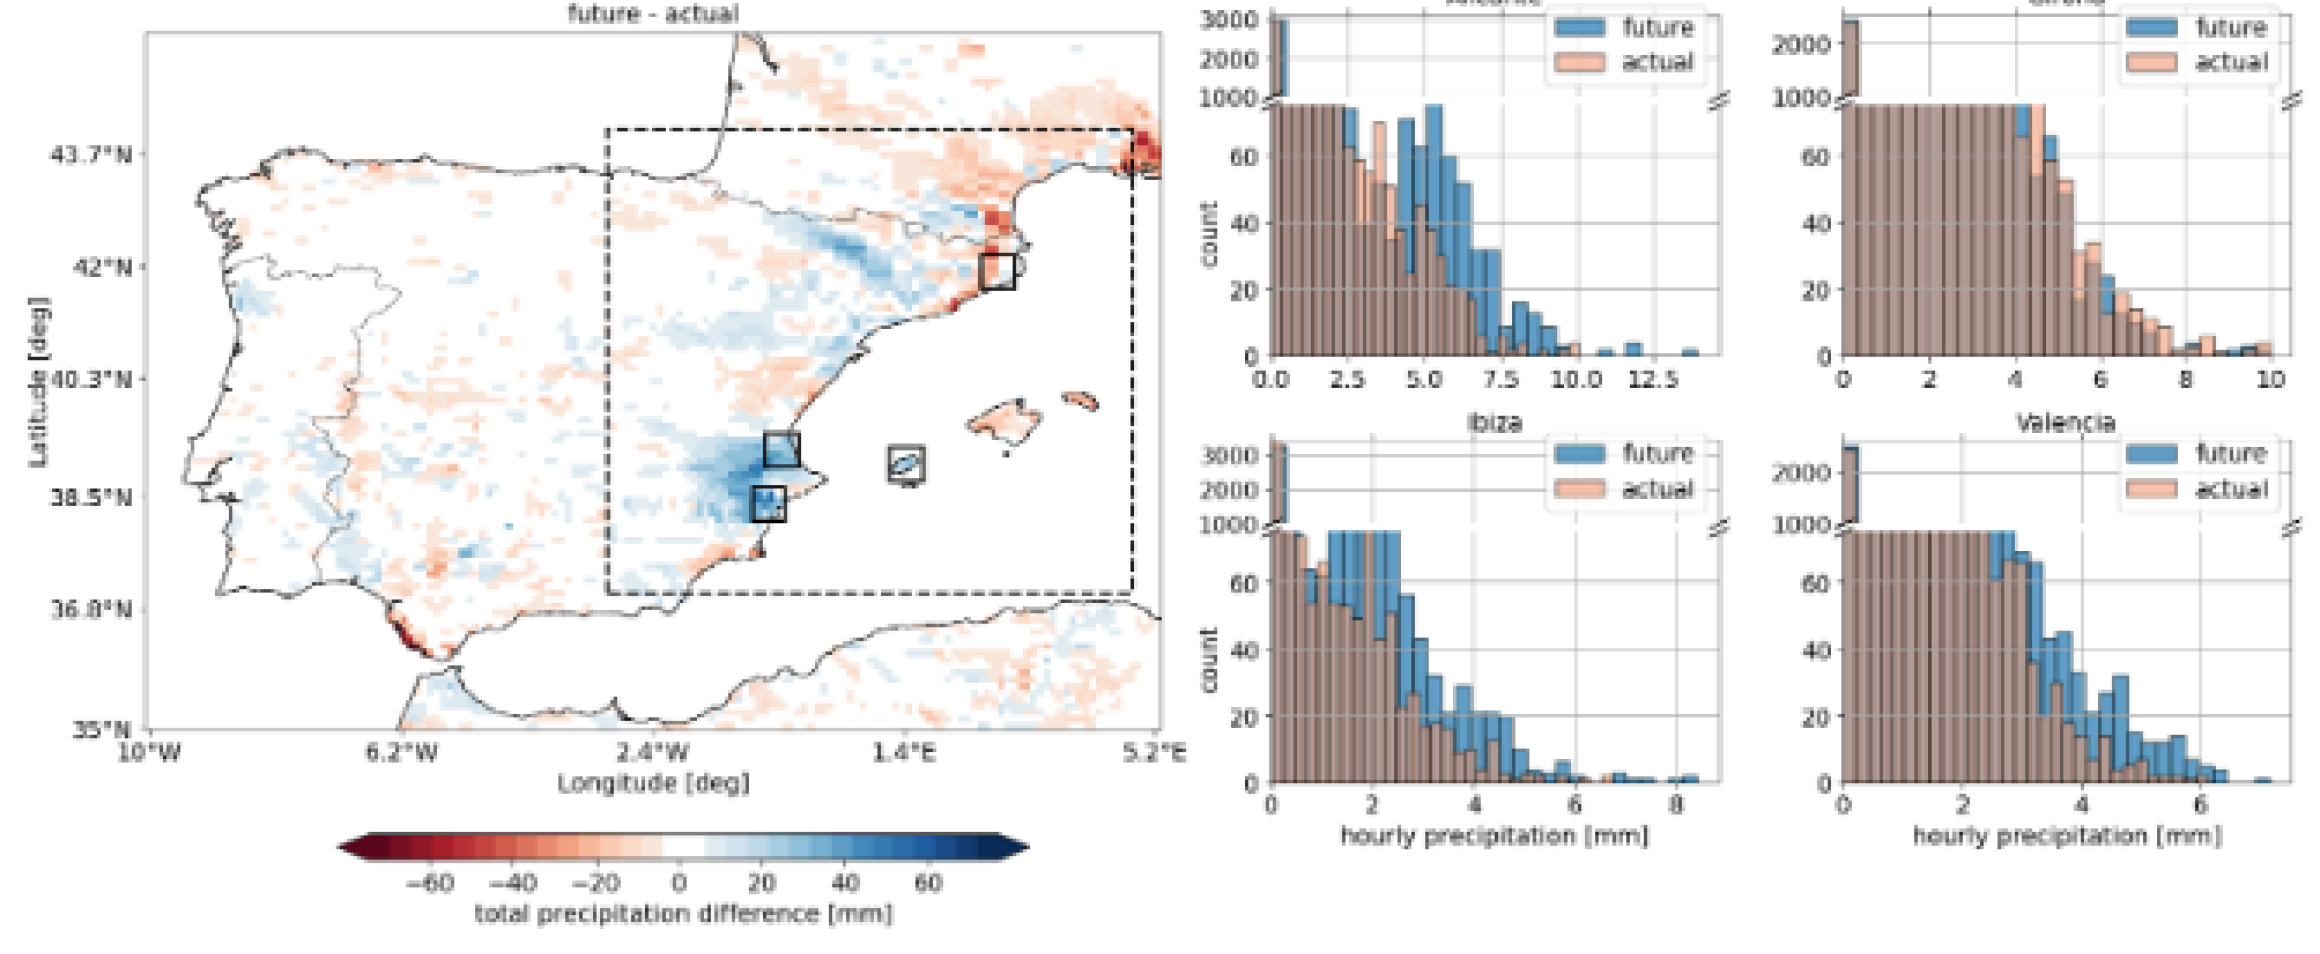 future - actual
43.7°N
42°N
40.3°N
38.5°N
36.8°N
35°N
Latitude [deg]
10°W
6.2°W
2.4°W
1.4°E
5.2°E
Longitude [deg]
−60
−40
−20
0
20
40
60
total precipitation difference [mm]
future
actual
3000
2000
1000
60
40
20
0
count
0.0
2.5
5.0
7.5
10.0
12.5
future
actual
2000
1000
60
40
20
0
0
2
4
6
8
10
Ibiza
future
actual
3000
2000
1000
60
40
20
0
count
0
2
4
6
8
hourly precipitation [mm]
Valencia
future
actual
2000
1000
60
40
20
0
0
2
4
6
hourly precipitation [mm]